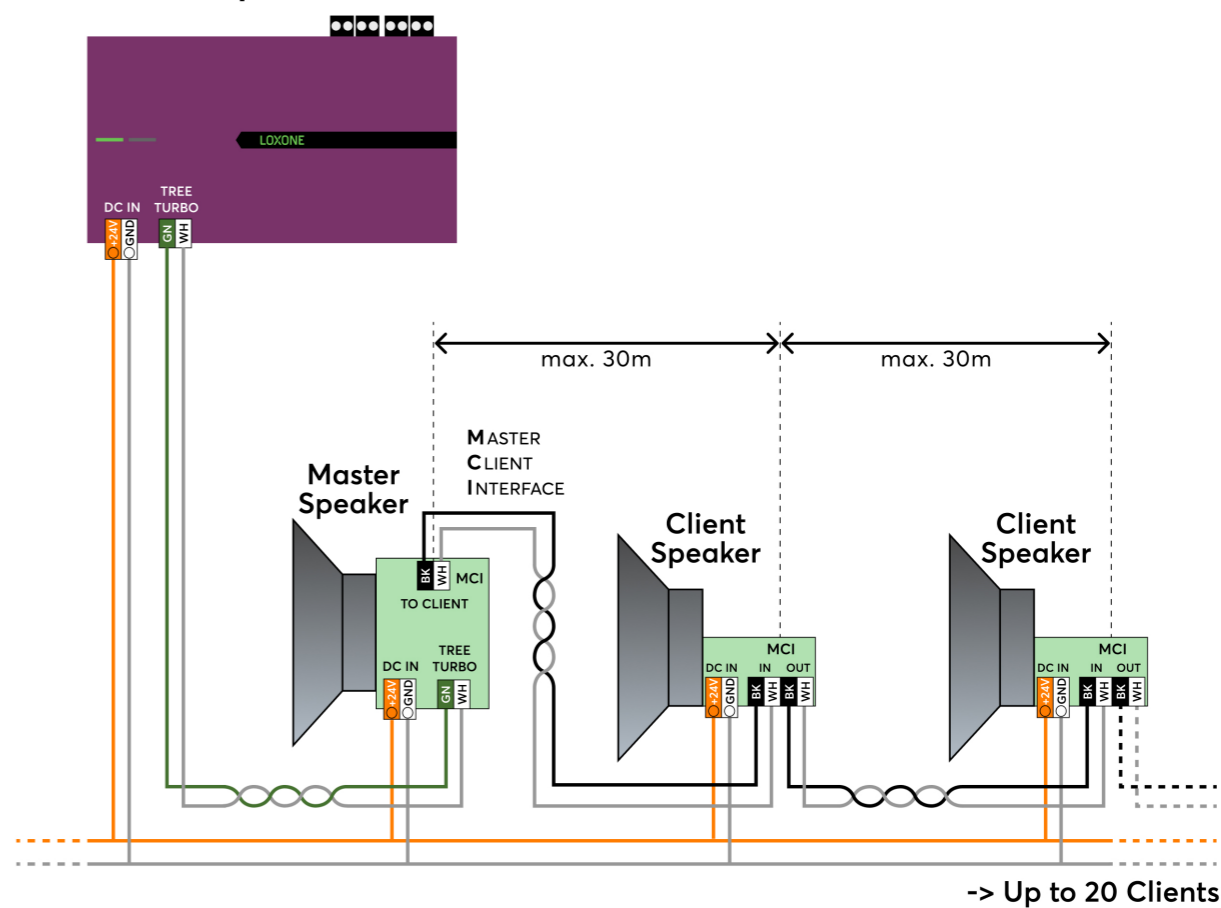 LOXONE
TREE
DC IN TURBO
+24V
GND
GN
WH
max. 30m
max. 30m
MASTER
CLIENT
INTERFACE
Master
Speaker
Client
Speaker
Client
Speaker
BK
WH
MCI
TO CLIENT
TREE
DC IN TURBO
+24V
GND
GN
WH
MCI
DC IN IN OUT
+24V
GND
BK
WH
BK
WH
MCI
DC IN IN OUT
+24V
GND
BK
WH
BK
WH
-> Up to 20 Clients